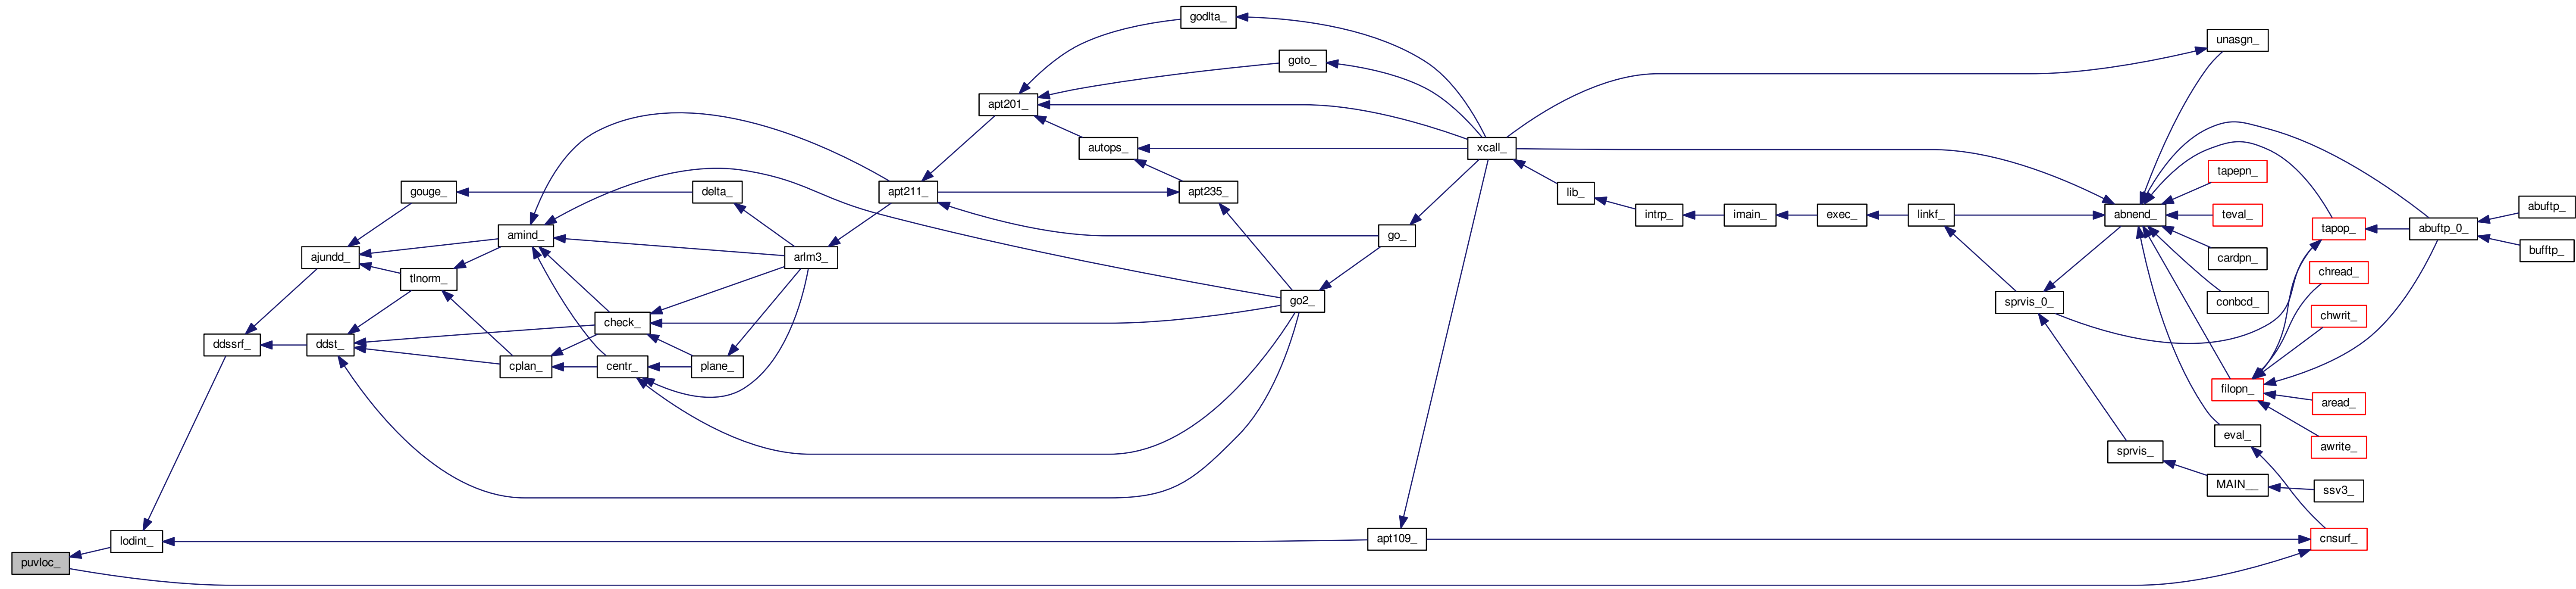 godlta_
unasgn_
goto_
apt201_
autops_
xcall_
tapepn_
gouge_
delta_
apt211_
apt235_
lib_
abuftp_
intrp_
imain_
exec_
linkf_
abnend_
teval_
tapop_
abuftp_0_
amind_
go_
bufftp_
ajundd_
arlm3_
cardpn_
tlnorm_
chread_
go2_
sprvis_0_
conbcd_
check_
chwrit_
ddssrf_
ddst_
cplan_
centr_
plane_
filopn_
aread_
eval_
awrite_
sprvis_
MAIN__
ssv3_
lodint_
apt109_
cnsurf_
puvloc_